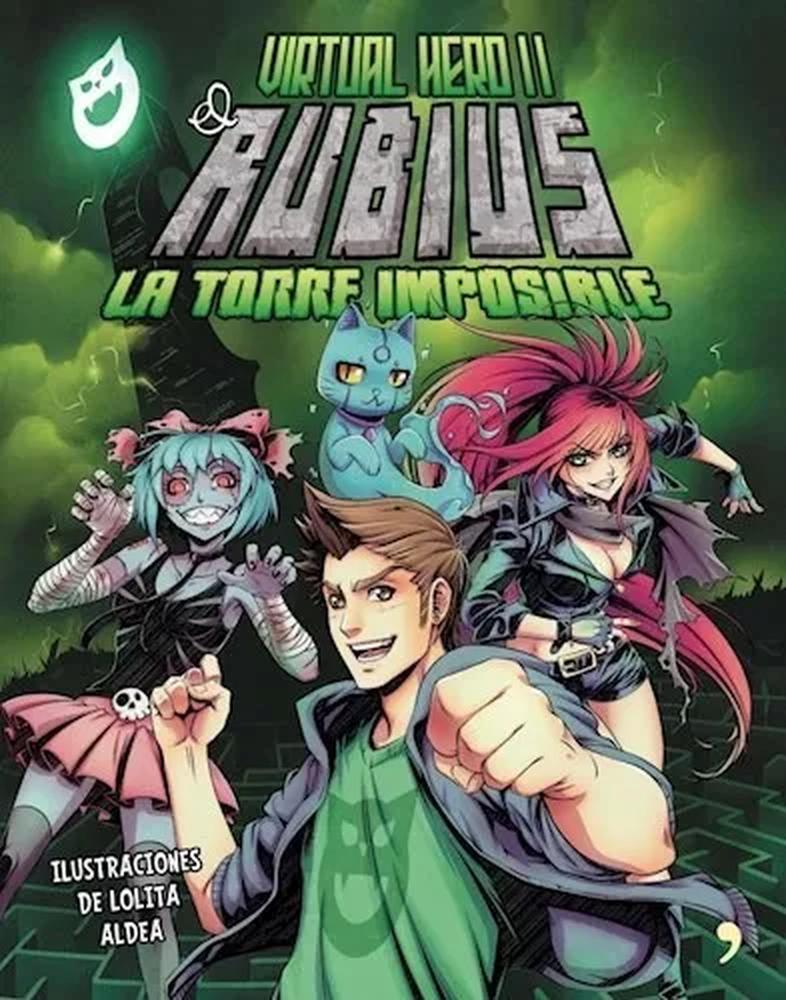 VIRTUAL HERO II
El
RUBIUS
LA TORRE IMPOSIBLE
ILUSTRACIONES
DE LOLITA
ALDEA